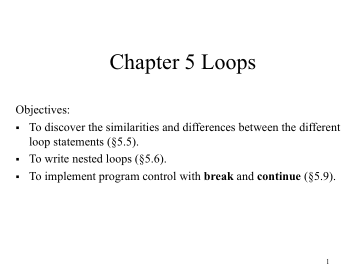 Chapter 5 Loops
Objectives:
▪ To discover the similarities and differences between the different
loop statements (§5.5).
▪ To write nested loops (§5.6).
▪ To implement program control with break and continue (§5.9).
1